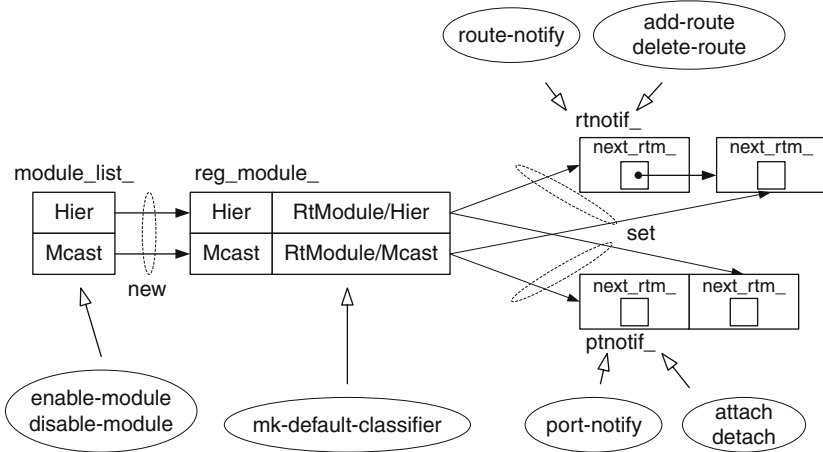 route-notify
add-route
delete-route
rtnotif_
next_rtm_
next_rtm_
module_list_
reg_module_
Hier
Hier
RtModule/Hier
Mcast
Mcast
RtModule/Mcast
set
new
next_rtm_
next_rtm_
ptnotif_
enable-module
disable-module
mk-default-classifier
port-notify
attach
detach